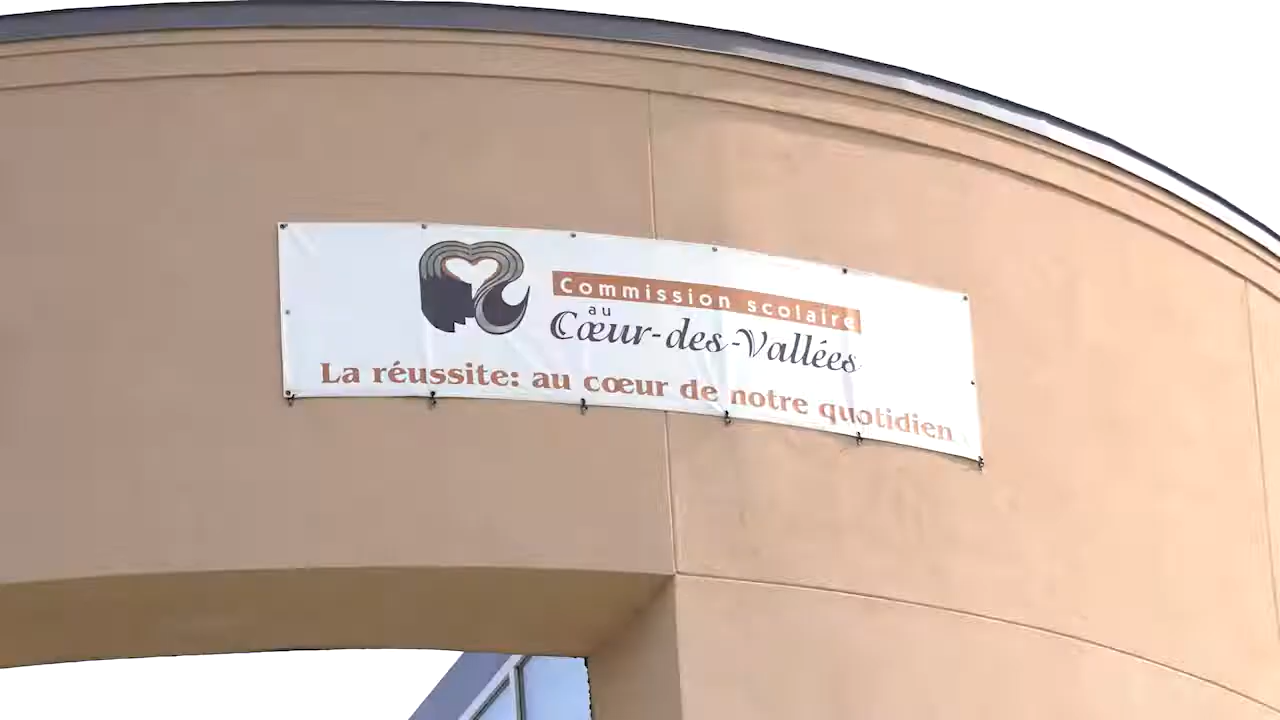 Commission scolaire
au
Cœur-des-Vallées
La réussite: au cœur de notre quotidien